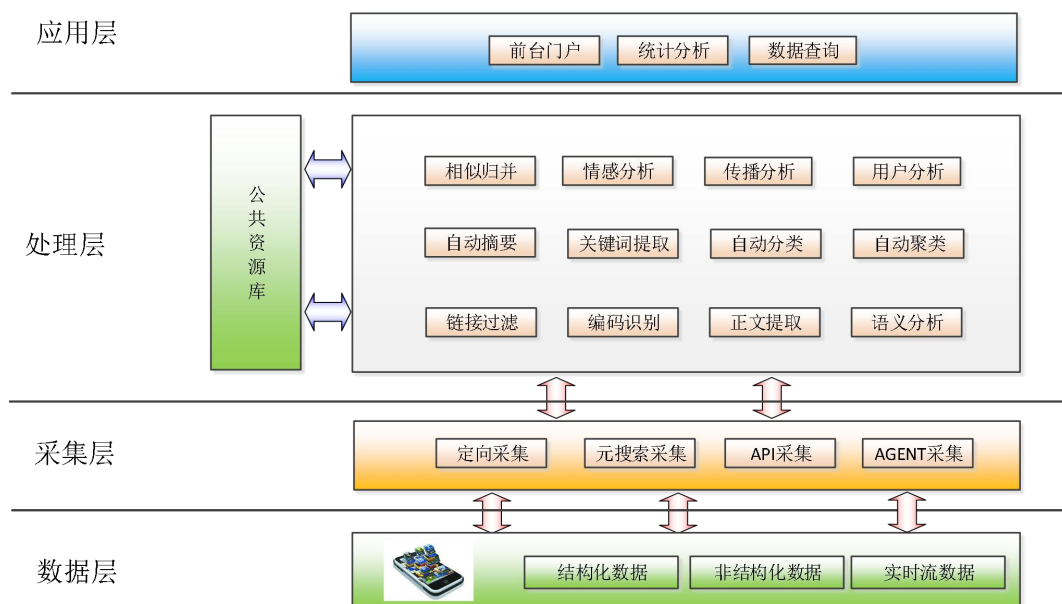 应用层
前台门户
统计分析
数据查询
处理层
公共资源库
相似归并
情感分析
传播分析
用户分析
自动摘要
关键词提取
自动分类
自动聚类
链接过滤
编码识别
正文提取
语义分析
采集层
定向采集
元搜索采集
API采集
AGENT采集
数据层
结构化数据
非结构化数据
实时流数据